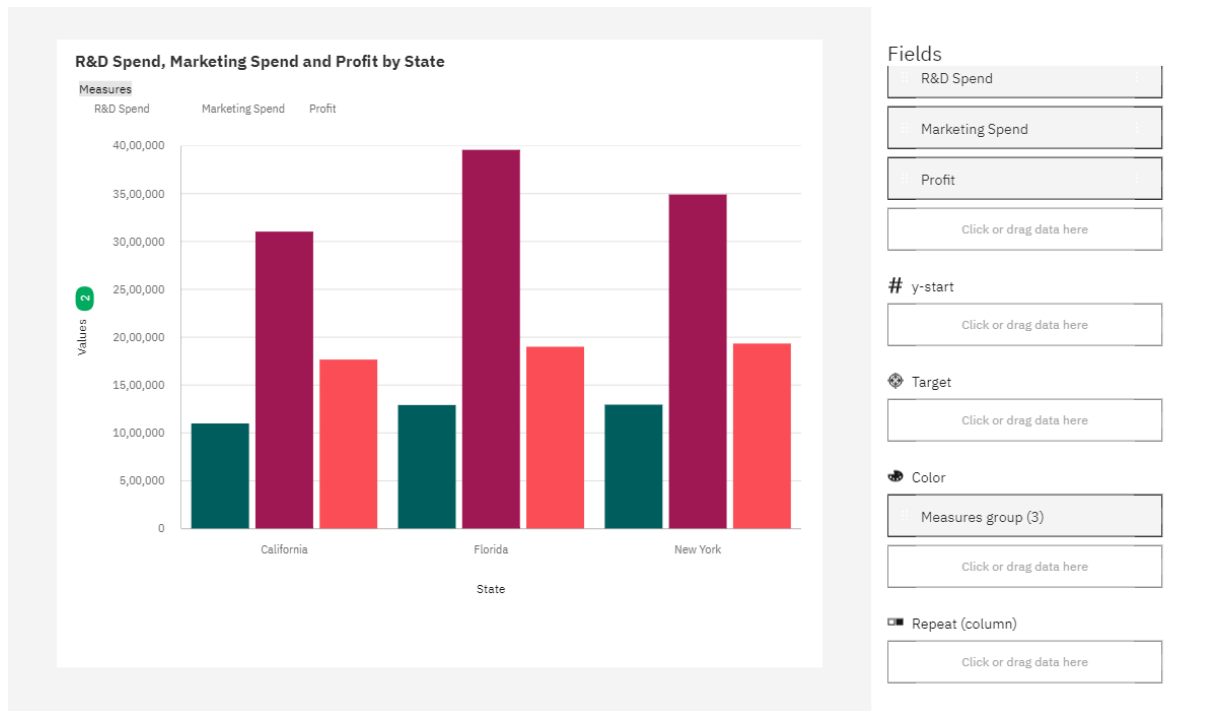 R&D Spend, Marketing Spend and Profit by State
Measures
R&D Spend Marketing Spend Profit
40,00,000
35,00,000
30,00,000
25,00,000
20,00,000
15,00,000
10,00,000
5,00,000
0
Values 2
California Florida New York
State
Fields
R&D Spend
Marketing Spend
Profit
Click or drag data here
# y-start
Click or drag data here
Target
Click or drag data here
Color
Measures group (3)
Click or drag data here
Repeat (column)
Click or drag data here